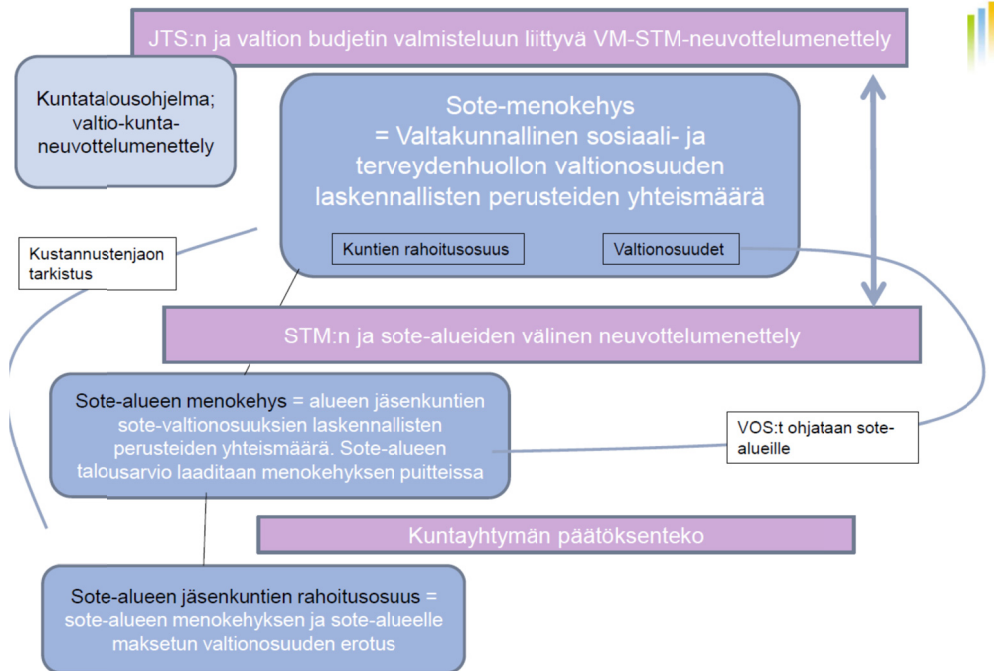 JTS:n ja valtion budjetin valmisteluun liittyvä VM-STM-neuvottelumenettely
Kuntatalousohjelma;
valtio-kunta-
neuvottelumenettely
Sote-menokehys
= Valtakunnallinen sosiaali- ja
terveydenhuollon valtionosuuden
laskennallisten perusteiden yhteismäärä
Kustannustenjaon
tarkistus
Kuntien rahoitusosuus
Valtionosuudet
STM:n ja sote-alueiden välinen neuvottelumenettely
Sote-alueen menokehys = alueen jäsenkuntien
sote-valtionosuuksien laskennallisten
perusteiden yhteismäärä. Sote-alueen
talousarvio laaditaan menokehyksen puitteissa
VOS:t ohjataan sote-
alueille
Kuntayhtymän päätöksenteko
Sote-alueen jäsenkuntien rahoitusosuus =
sote-alueen menokehyksen ja sote-alueelle
maksetun valtionosuuden erotus